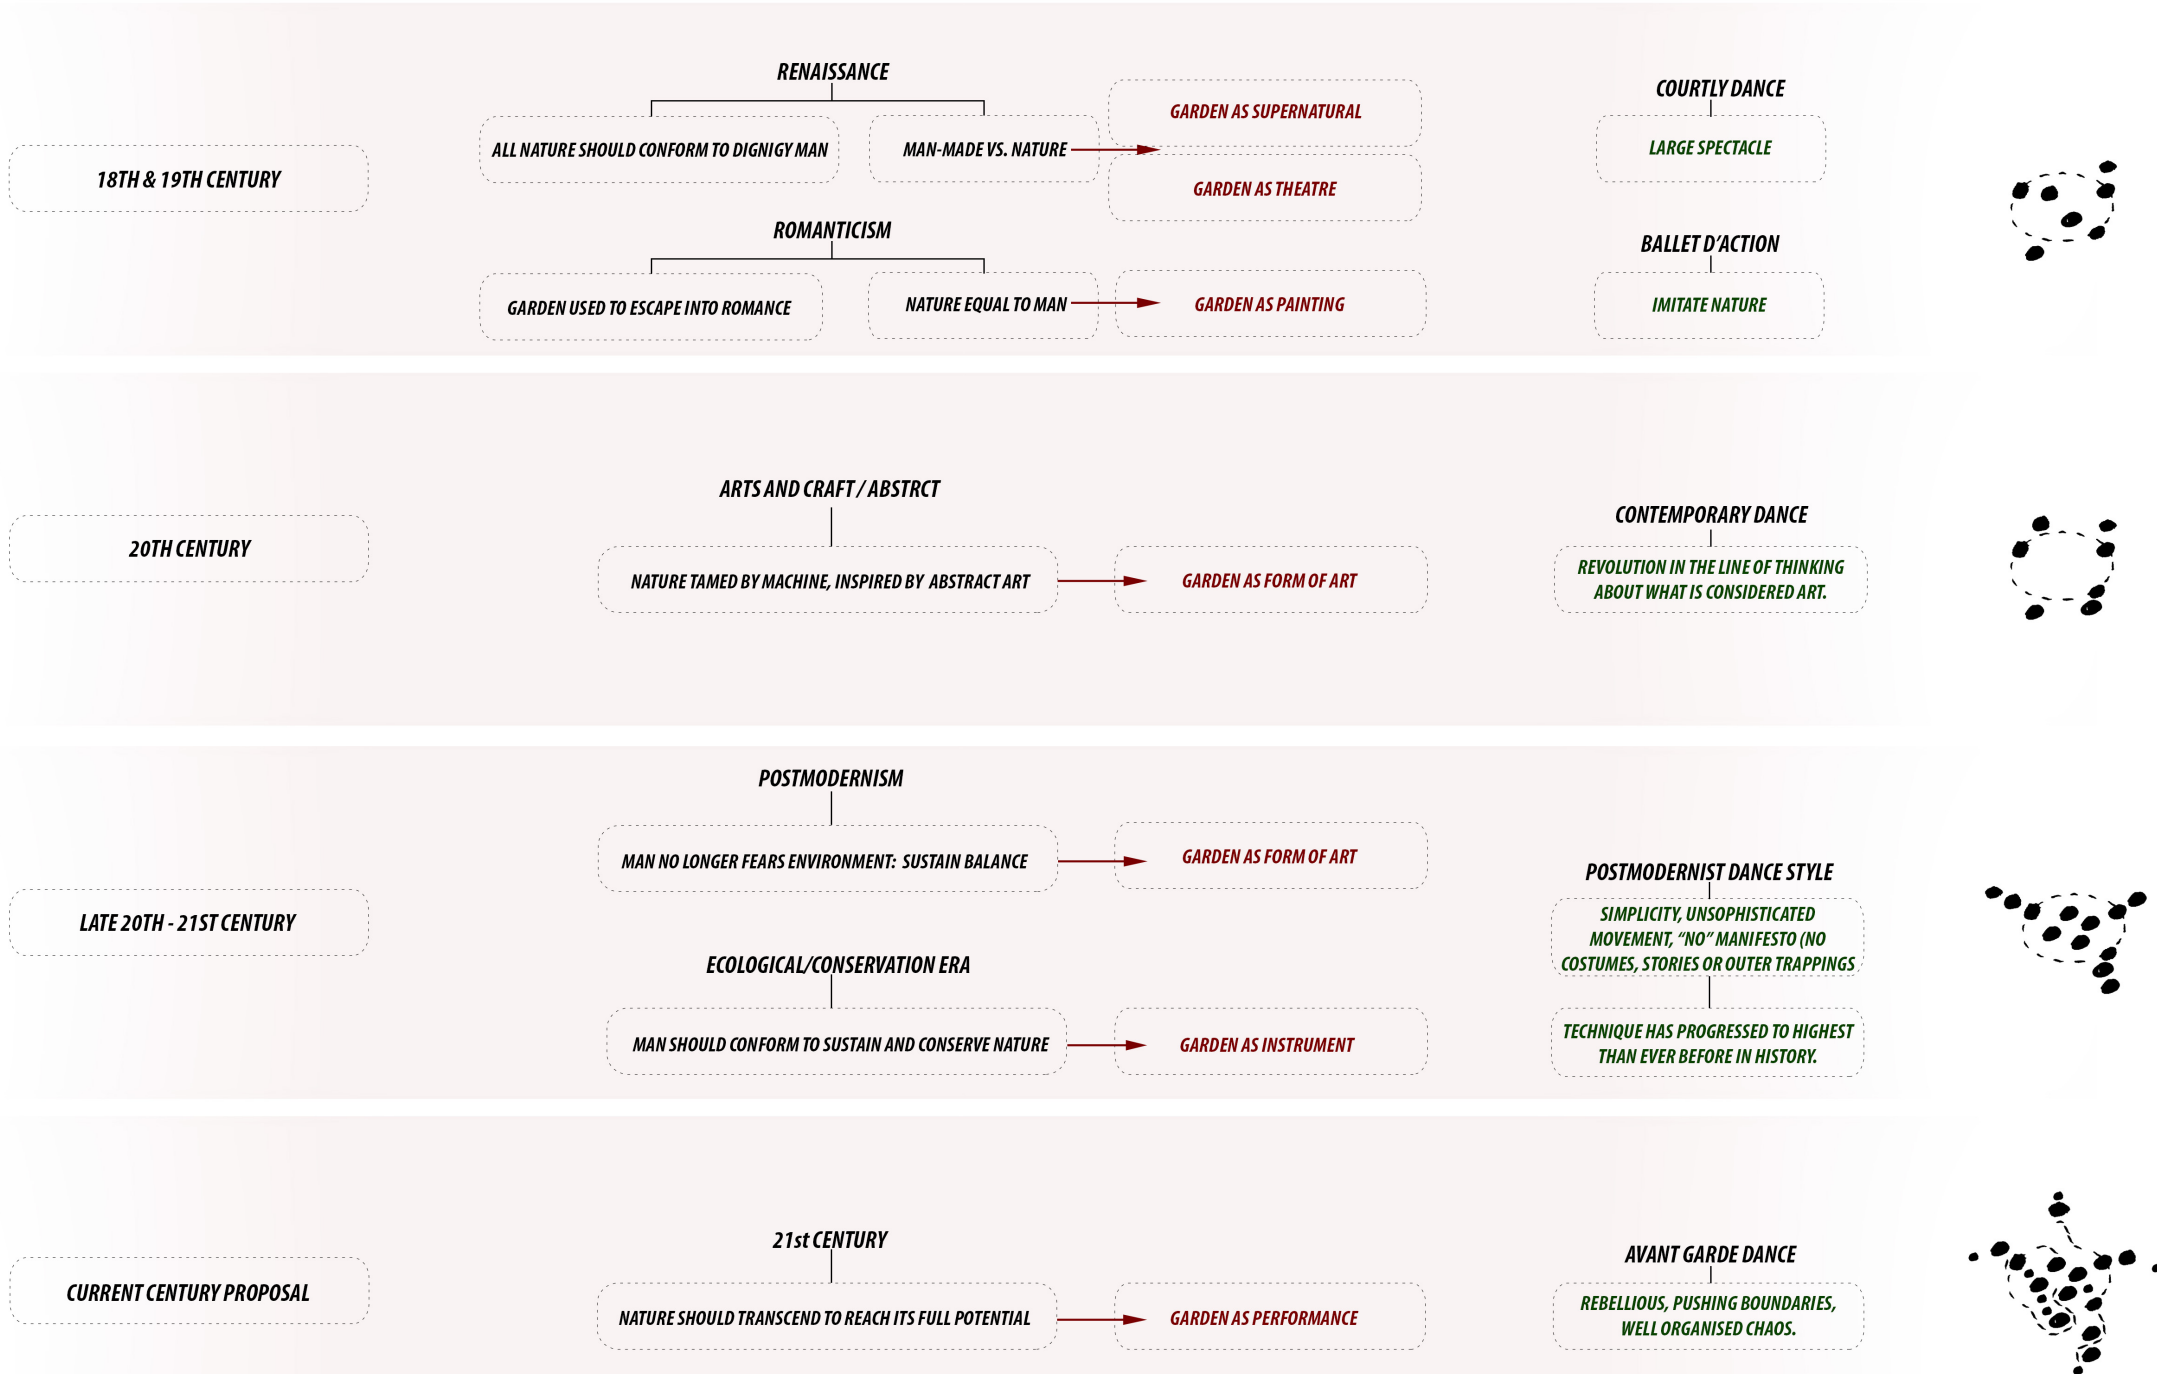 RENAISSANCE
ALL NATURE SHOULD CONFORM TO DIGNIGY MAN
MAN-MADE VS. NATURE
GARDEN AS SUPERNATURAL
GARDEN AS THEATRE
COURTLY DANCE
LARGE SPECTACLE
18TH & 19TH CENTURY
ROMANTICISM
GARDEN USED TO ESCAPE INTO ROMANCE
NATURE EQUAL TO MAN
GARDEN AS PAINTING
BALLET D'ACTION
IMITATE NATURE
ARTS AND CRAFT / ABSTRCT
20TH CENTURY
NATURE TAMED BY MACHINE, INSPIRED BY  ABSTRACT ART
GARDEN AS FORM OF ART
CONTEMPORARY DANCE
REVOLUTION IN THE LINE OF THINKING
ABOUT WHAT IS CONSIDERED ART.
POSTMODERNISM
MAN NO LONGER FEARS ENVIRONMENT:  SUSTAIN BALANCE
GARDEN AS FORM OF ART
LATE 20TH - 21ST CENTURY
ECOLOGICAL/CONSERVATION ERA
MAN SHOULD CONFORM TO SUSTAIN AND CONSERVE NATURE
GARDEN AS INSTRUMENT
POSTMODERNIST DANCE STYLE
SIMPLICITY, UNSOPHISTICATED
MOVEMENT, “NO” MANIFESTO (NO
COSTUMES, STORIES OR OUTER TRAPPINGS
TECHNIQUE HAS PROGRESSED TO HIGHEST
THAN EVER BEFORE IN HISTORY.
21st CENTURY
CURRENT CENTURY PROPOSAL
NATURE SHOULD TRANSCEND TO REACH ITS FULL POTENTIAL
GARDEN AS PERFORMANCE
AVANT GARDE DANCE
REBELLIOUS, PUSHING BOUNDARIES,
WELL ORGANISED CHAOS.